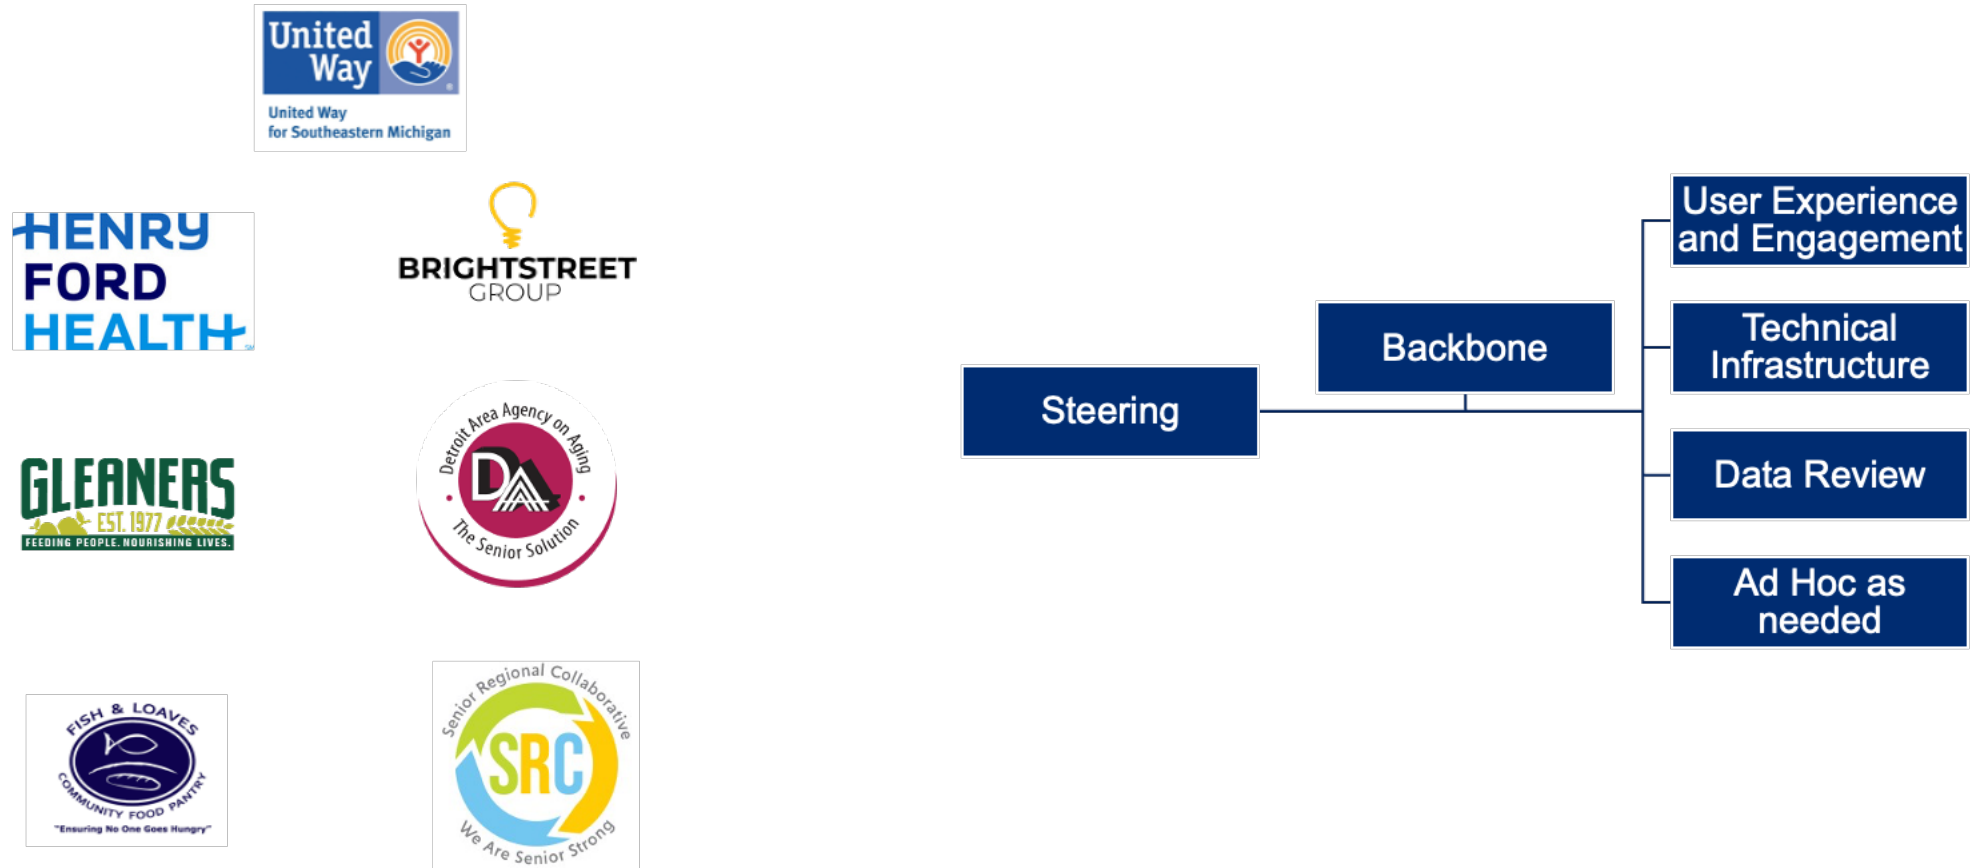 United
Way
United Way
for Southeastern Michigan
HENRY
FORD
HEALTH
SM
BRIGHTSTREET
GROUP
GLEANERS
EST. 1977
FEEDING PEOPLE. NOURISHING LIVES.
Detroit Area Agency on Aging
DAAA
The Senior Solution
FISH & LOAVES
COMMUNITY FOOD PANTRY
"Ensuring No One Goes Hungry"
Senior Regional Collaborative
SRC
We Are Senior Strong
Steering
Backbone
User Experience
and Engagement
Technical
Infrastructure
Data Review
Ad Hoc as
needed